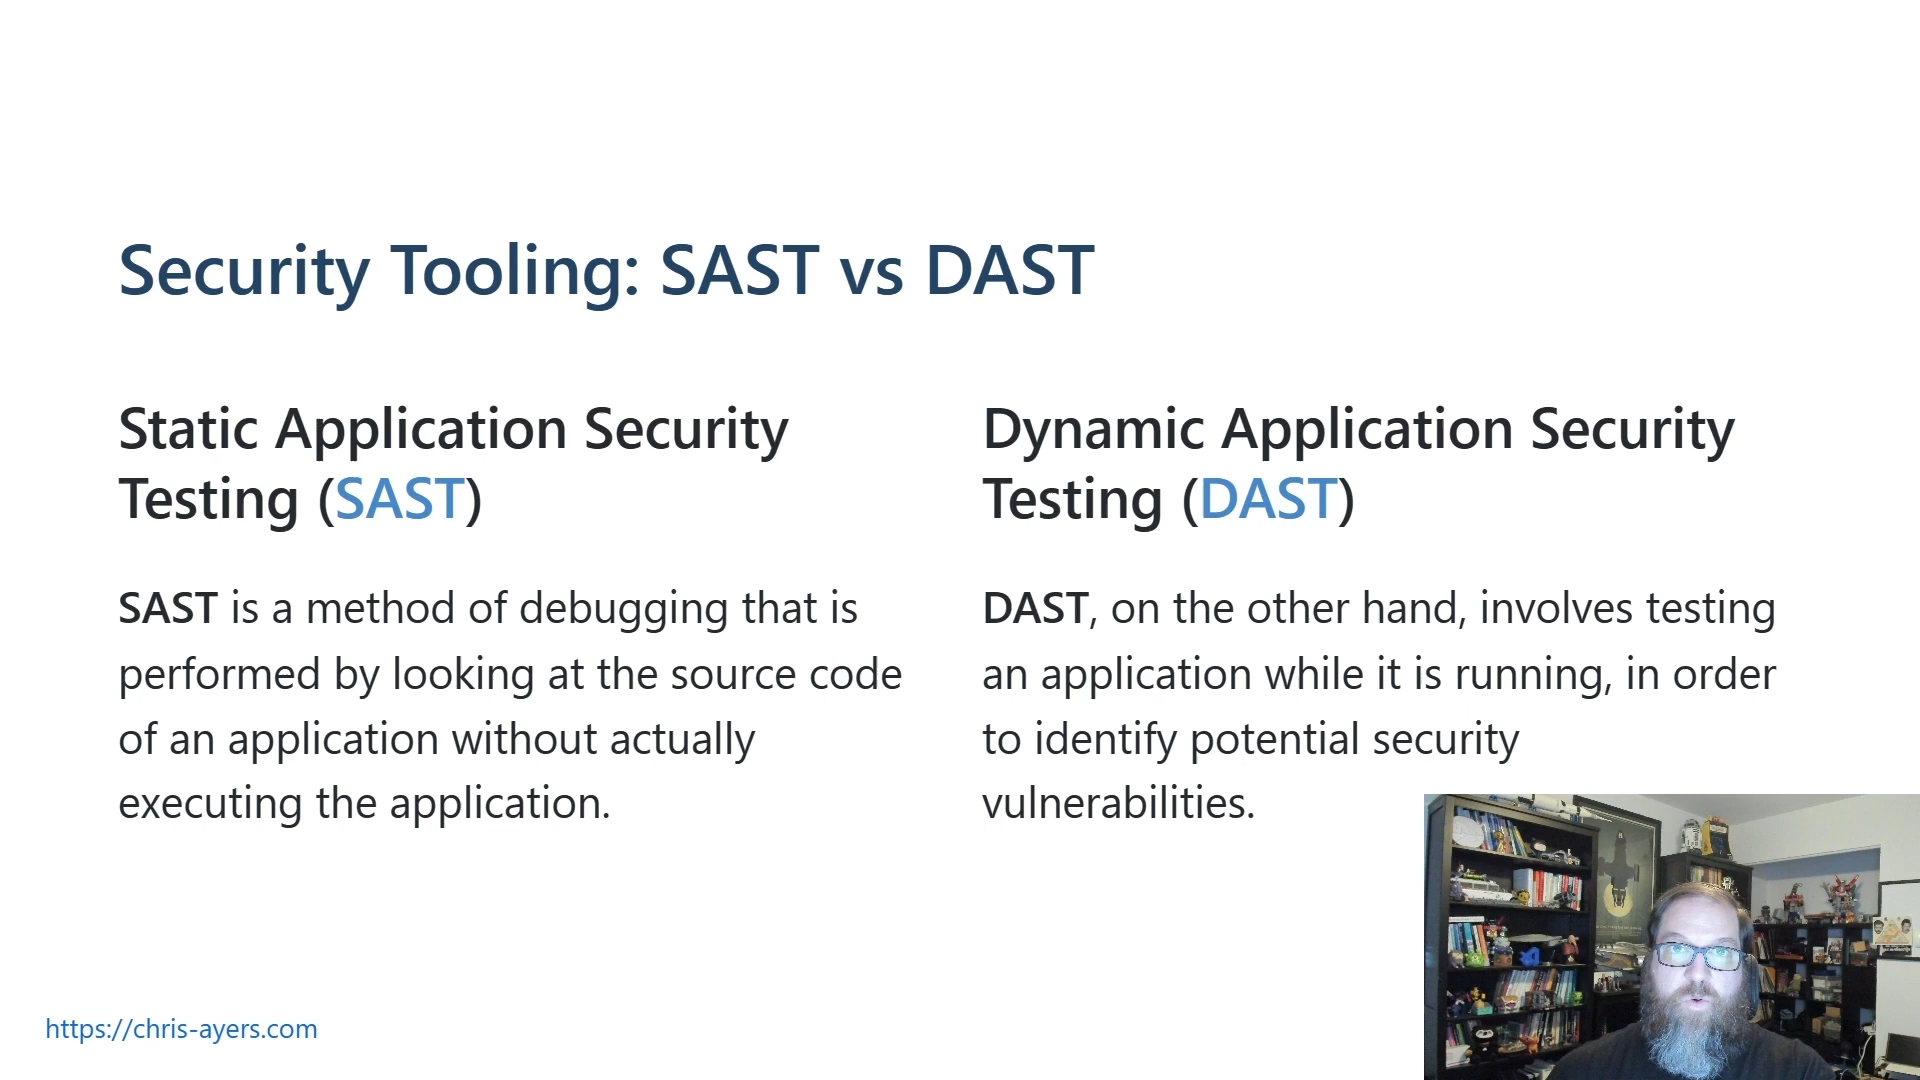 Security Tooling: SAST vs DAST
Static Application Security
Testing (SAST)
SAST is a method of debugging that is
performed by looking at the source code
of an application without actually
executing the application.
Dynamic Application Security
Testing (DAST)
DAST, on the other hand, involves testing
an application while it is running, in order
to identify potential security
vulnerabilities.
https://chris-ayers.com